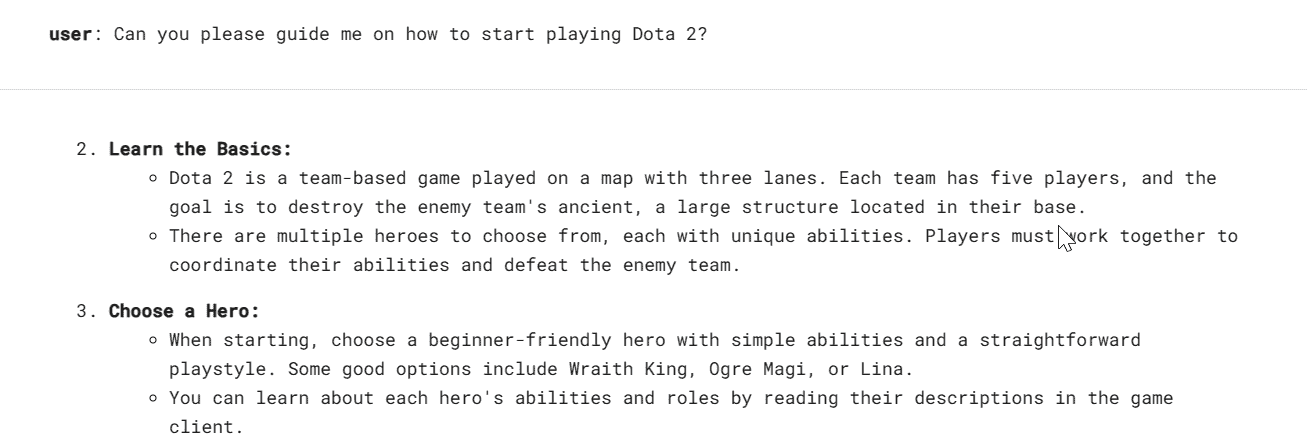 user: Can you please guide me on how to start playing Dota 2?
2. Learn the Basics:
◦ Dota 2 is a team-based game played on a map with three lanes. Each team has five players, and the
goal is to destroy the enemy team's ancient, a large structure located in their base.
◦ There are multiple heroes to choose from, each with unique abilities. Players must work together to
coordinate their abilities and defeat the enemy team.
3. Choose a Hero:
◦ When starting, choose a beginner-friendly hero with simple abilities and a straightforward
playstyle. Some good options include Wraith King, Ogre Magi, or Lina.
◦ You can learn about each hero's abilities and roles by reading their descriptions in the game
client.